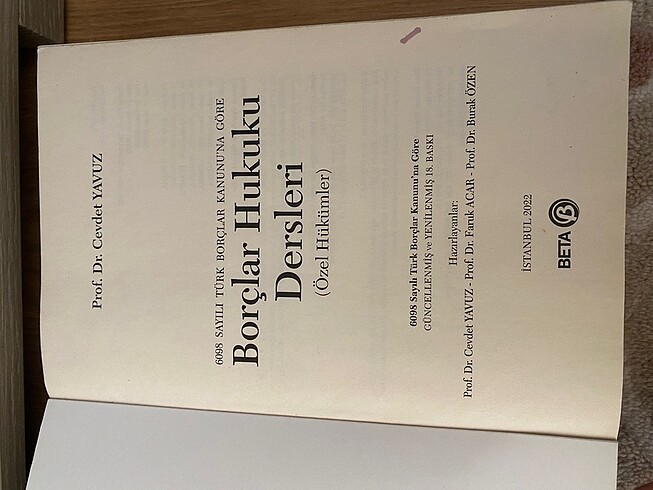 Prof. Dr. Cevdet YAVUZ
6098 SAYILI TÜRK BORÇLAR KANUNU'NA GÖRE
Borçlar Hukuku
Dersleri
(Özel Hükümler)
6098 Sayılı Türk Borçlar Kanunu'na Göre
GÜNCELLENMİŞ ve YENİLENMİŞ 18. BASKI
Hazırlayanlar:
Prof. Dr. Cevdet YAVUZ - Prof. Dr. Faruk ACAR - Prof. Dr. Burak ÖZEN
İSTANBUL 2022
BETA